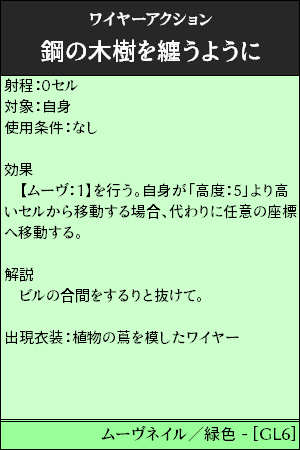 ワイヤーアクション
鋼の木樹を纏うように
射程：0セル
対象：自身
使用条件：なし
効果
【ムーヴ：1】を行う。自身が「高度：5」より高
いセルから移動する場合、代わりに任意の座標
へ移動する。
解説
ビルの合間をするりと抜けて。
出現衣装：植物の蔦を模したワイヤー
ムーヴネイル／緑色 - [GL6]